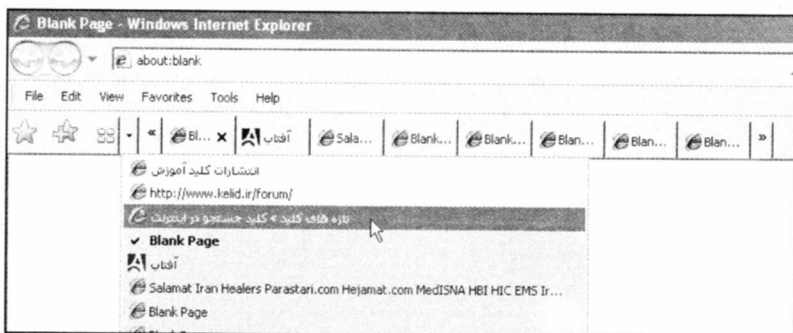 Blank Page - Windows Internet Explorer
about:blank
File Edit View Favorites Tools Help
« Bl... X آفتاب Sala... Blank... Blank... Blan... Blan... Blan... »
انتشارات کلید آموزش
http://www.kelid.ir/forum/
تازه های کلید > کلید جستجو در اینترنت
✓ Blank Page
آفتاب
Salamat Iran Healers Parastari.com Hejamat.com MedISNA HBI HIC EMS Ir...
Blank Page